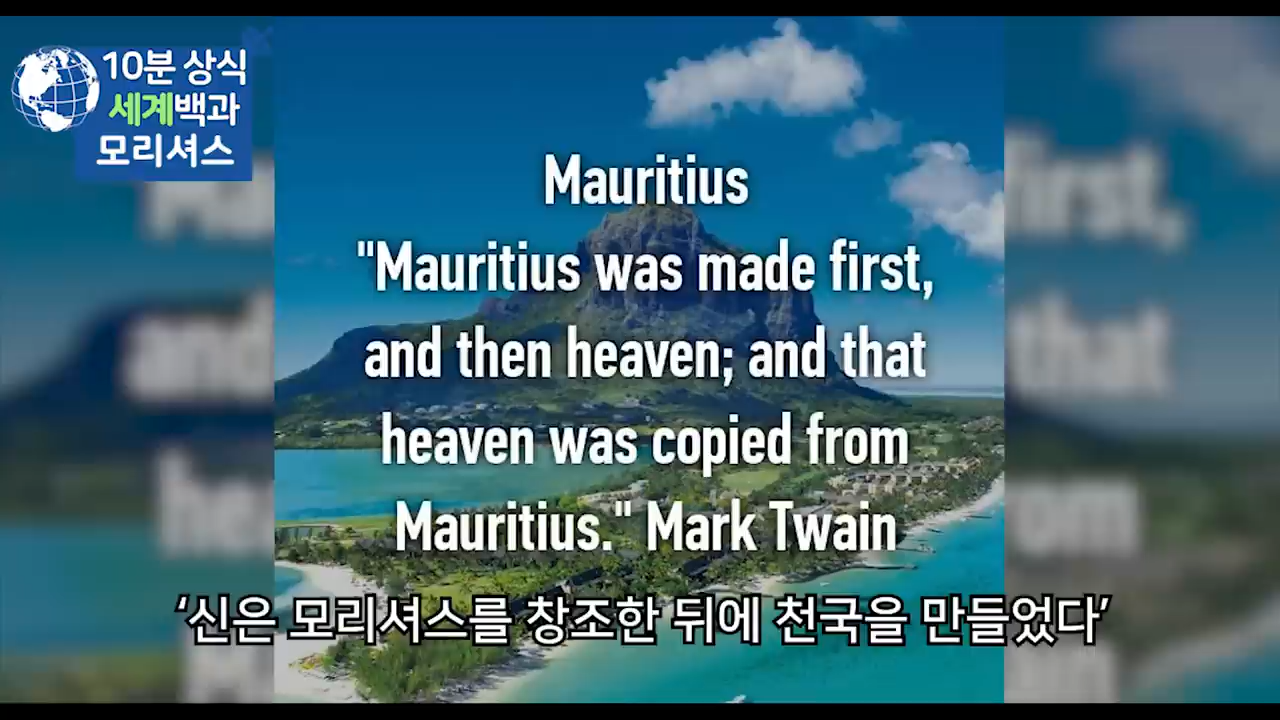 10분 상식
세계백과
모리셔스
Mauritius
"Mauritius was made first,
and then heaven; and that
heaven was copied from
Mauritius." Mark Twain
‘신은 모리셔스를 창조한 뒤에 천국을 만들었다’